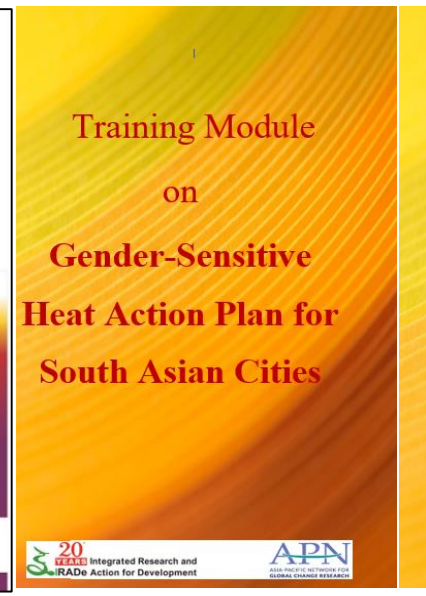 Training Module
on
Gender-Sensitive
Heat Action Plan for
South Asian Cities
20
YEARS Integrated Research and
IRADe Action for Development
APN
ASIA-PACIFIC NETWORK FOR
GLOBAL CHANGE RESEARCH